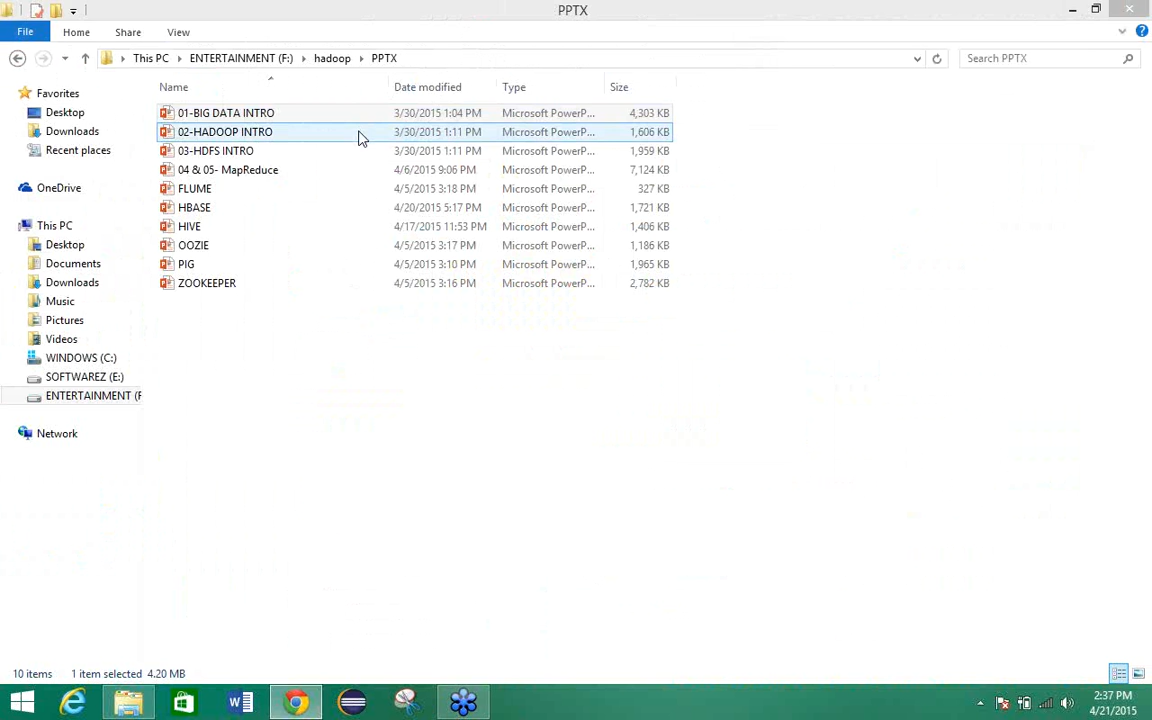 PPTX
File Home Share View
This PC ENTERTAINMENT (F:) hadoop PPTX Search PPTX
Name Date modified Type Size
Favorites
Desktop
Downloads
Recent places
OneDrive
This PC
Desktop
Documents
Downloads
Music
Pictures
Videos
WINDOWS (C:)
SOFTWAREZ (E:)
ENTERTAINMENT (F
Network
01-BIG DATA INTRO 3/30/2015 1:04 PM Microsoft PowerP... 4,303 KB
02-HADOOP INTRO 3/30/2015 1:11 PM Microsoft PowerP... 1,606 KB
03-HDFS INTRO 3/30/2015 1:11 PM Microsoft PowerP... 1,959 KB
04 & 05- MapReduce 4/6/2015 9:06 PM Microsoft PowerP... 7,124 KB
FLUME 4/5/2015 3:18 PM Microsoft PowerP... 327 KB
HBASE 4/20/2015 5:17 PM Microsoft PowerP... 1,721 KB
HIVE 4/17/2015 11:53 PM Microsoft PowerP... 1,406 KB
OOZIE 4/5/2015 3:17 PM Microsoft PowerP... 1,186 KB
PIG 4/5/2015 3:10 PM Microsoft PowerP... 1,965 KB
ZOOKEEPER 4/5/2015 3:16 PM Microsoft PowerP... 2,782 KB
10 items 1 item selected 4.20 MB
2:37 PM
4/21/2015